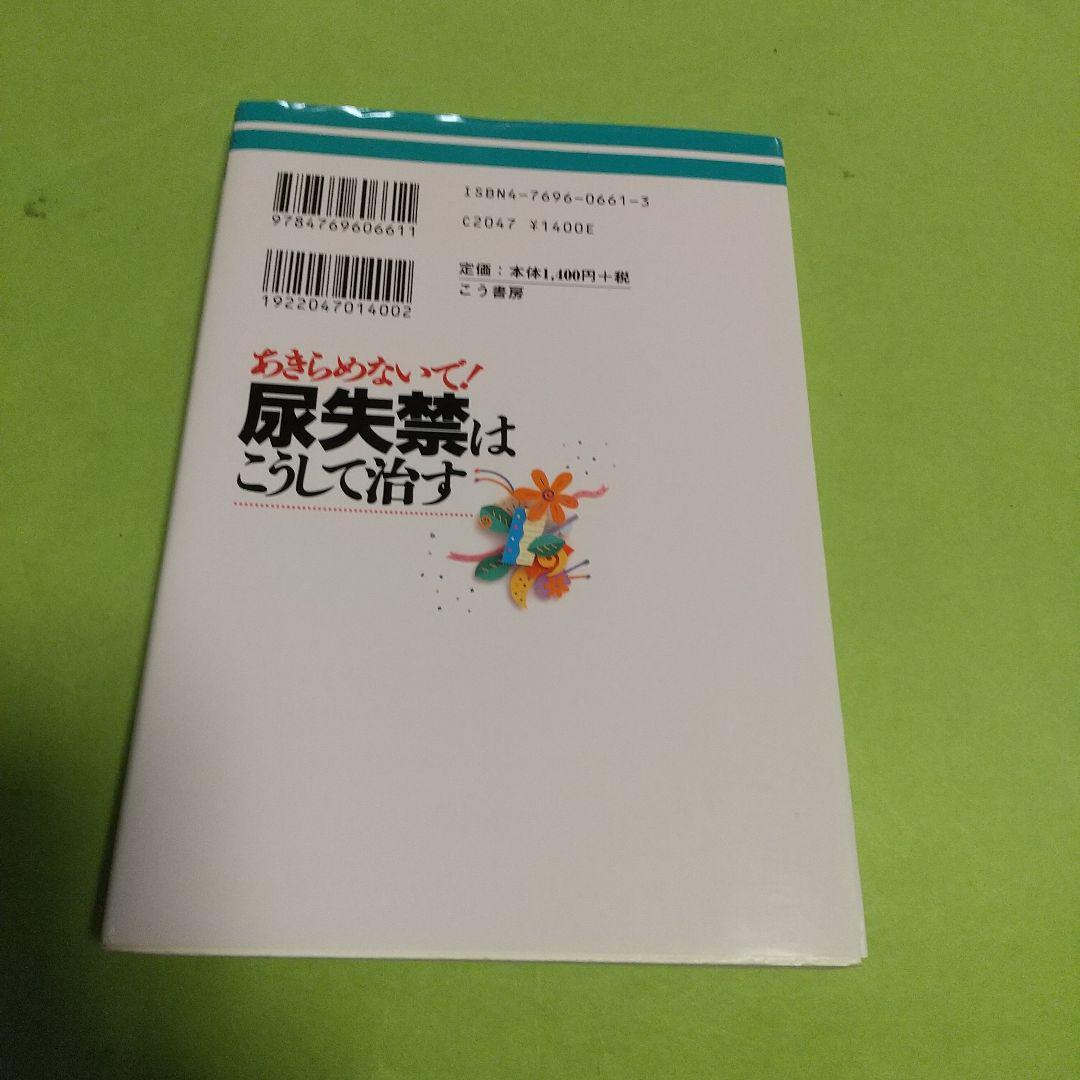 9784769606611
ISBN4-7696-0661-3
C2047 ¥1400E
1922047014002
定価：本体1,400円+税
こう書房
あきらめないで！
尿失禁は
こうして治す